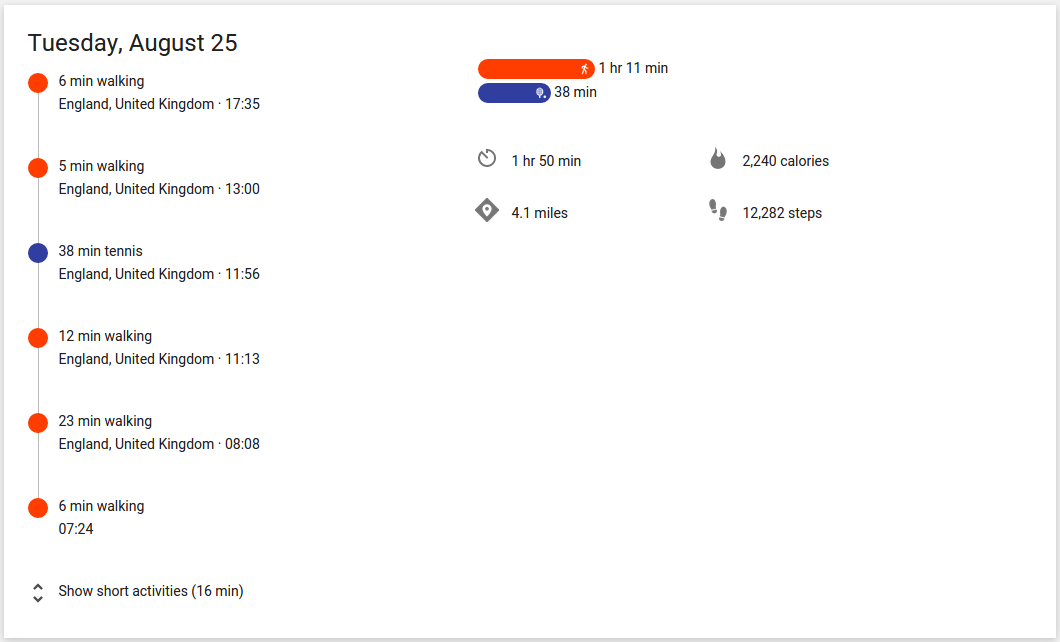 Tuesday, August 25
6 min walking
England, United Kingdom · 17:35
5 min walking
England, United Kingdom · 13:00
38 min tennis
England, United Kingdom · 11:56
12 min walking
England, United Kingdom · 11:13
23 min walking
England, United Kingdom · 08:08
6 min walking
07:24
Show short activities (16 min)
1 hr 11 min
38 min
1 hr 50 min
2,240 calories
4.1 miles
12,282 steps